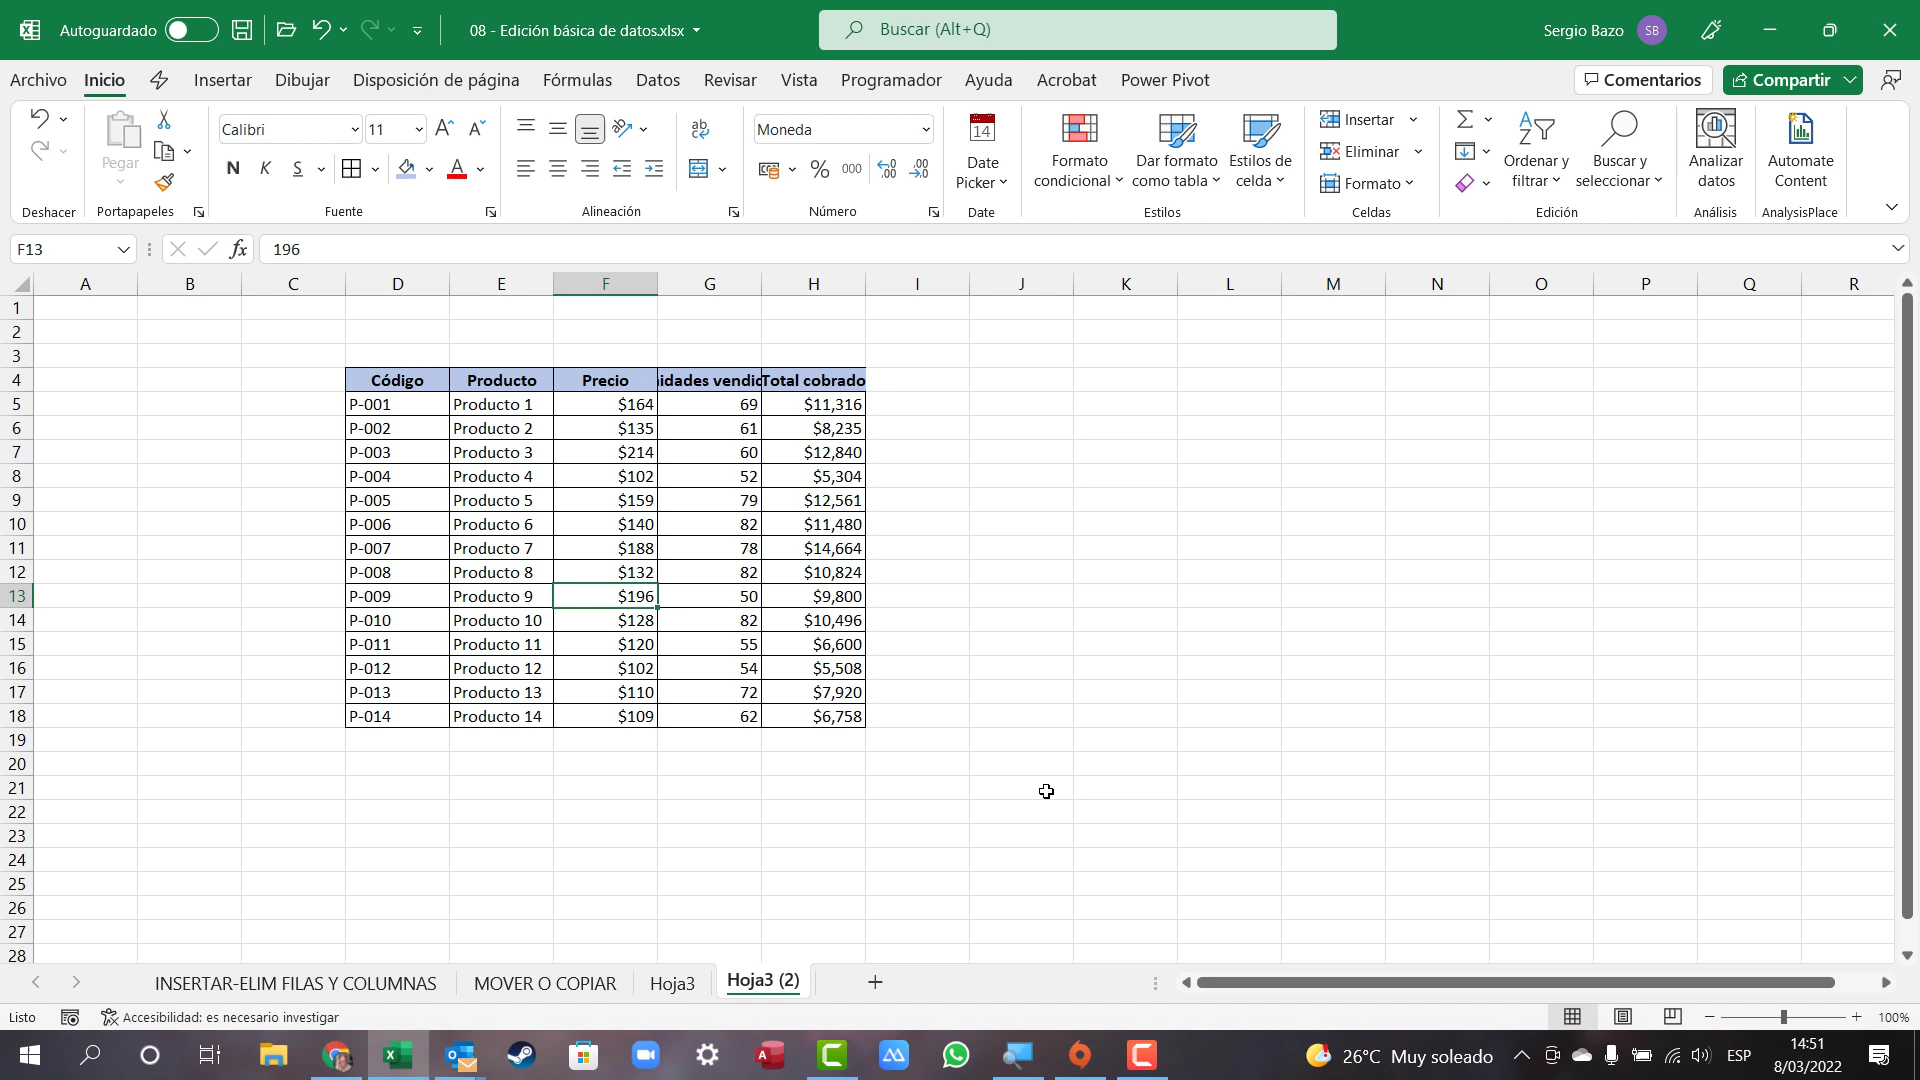 Autoguardado
08 - Edición básica de datos.xlsx
Buscar (Alt+Q)
Sergio Bazo
SB
Archivo Inicio Insertar Dibujar Disposición de página Fórmulas Datos Revisar Vista Programador Ayuda Acrobat Power Pivot
Comentarios
Compartir
Deshacer
Pegar
Portapapeles
Calibri
11
N K S
Fuente
ab
Alineación
Moneda
% 000
Número
14
Date
Picker
Date
Formato
condicional
Dar formato
como tabla
Estilos de
celda
Estilos
Insertar
Eliminar
Formato
Celdas
Ordenar y
filtrar
Buscar y
seleccionar
Edición
Analizar
datos
Análisis
Automate
Content
AnalysisPlace
F13
fx
196
A B C D E F G H I J K L M N O P Q R
1
2
3
4 Código Producto Precio idades vendic Total cobrado
5 P-001 Producto 1 $164 69 $11,316
6 P-002 Producto 2 $135 61 $8,235
7 P-003 Producto 3 $214 60 $12,840
8 P-004 Producto 4 $102 52 $5,304
9 P-005 Producto 5 $159 79 $12,561
10 P-006 Producto 6 $140 82 $11,480
11 P-007 Producto 7 $188 78 $14,664
12 P-008 Producto 8 $132 82 $10,824
13 P-009 Producto 9 $196 50 $9,800
14 P-010 Producto 10 $128 82 $10,496
15 P-011 Producto 11 $120 55 $6,600
16 P-012 Producto 12 $102 54 $5,508
17 P-013 Producto 13 $110 72 $7,920
18 P-014 Producto 14 $109 62 $6,758
19
20
21
22
23
24
25
26
27
28
INSERTAR-ELIM FILAS Y COLUMNAS MOVER O COPIAR Hoja3 Hoja3 (2)
Listo
Accesibilidad: es necesario investigar
100%
26°C Muy soleado
ESP
14:51
8/03/2022